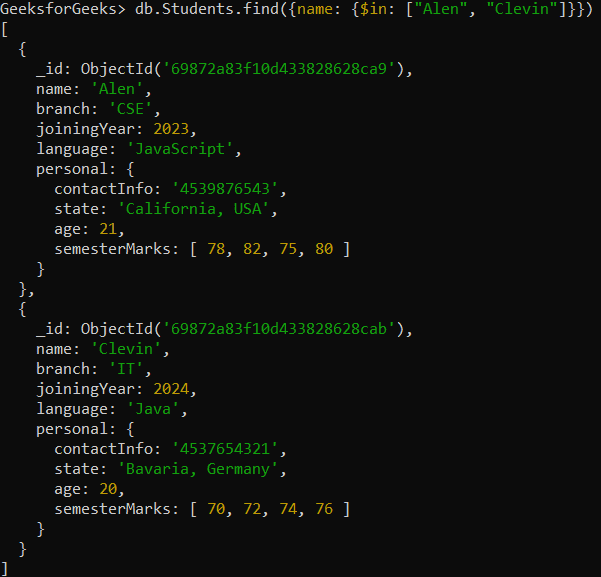 GeeksforGeeks> db.Students.find({name: {$in: ["Alen", "Clevin"]}})
[
  {
    _id: ObjectId('69872a83f10d433828628ca9'),
    name: 'Alen',
    branch: 'CSE',
    joiningYear: 2023,
    language: 'JavaScript',
    personal: {
      contactInfo: '4539876543',
      state: 'California, USA',
      age: 21,
      semesterMarks: [ 78, 82, 75, 80 ]
    }
  },
  {
    _id: ObjectId('69872a83f10d433828628cab'),
    name: 'Clevin',
    branch: 'IT',
    joiningYear: 2024,
    language: 'Java',
    personal: {
      contactInfo: '4537654321',
      state: 'Bavaria, Germany',
      age: 20,
      semesterMarks: [ 70, 72, 74, 76 ]
    }
  }
]